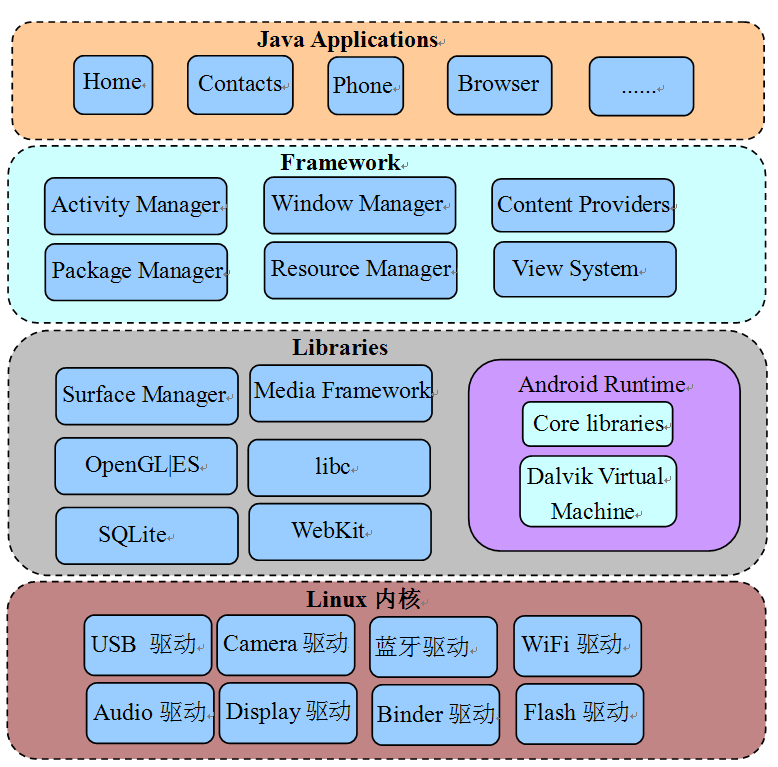 Java Applications
Home
Contacts
Phone
Browser
......
Framework
Activity Manager
Window Manager
Content Providers
Package Manager
Resource Manager
View System
Libraries
Surface Manager
Media Framework
OpenGL|ES
libc
SQLite
WebKit
Android Runtime
Core libraries
Dalvik Virtual
Machine
Linux 内核
USB 驱动
Camera 驱动
蓝牙驱动
WiFi 驱动
Audio 驱动
Display 驱动
Binder 驱动
Flash 驱动